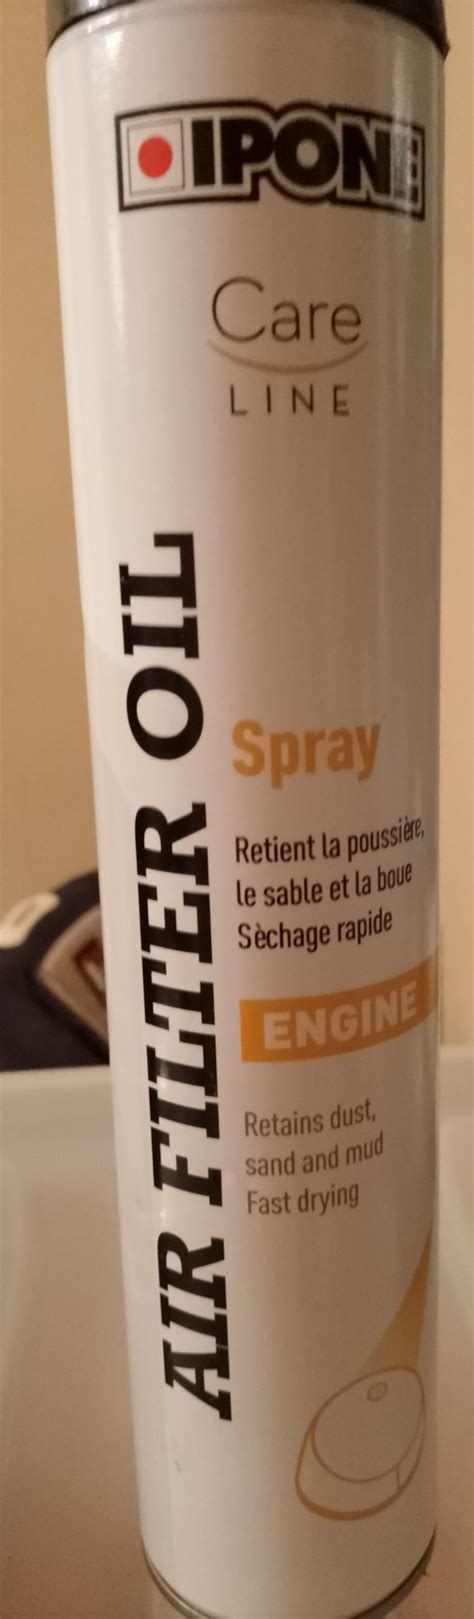 IPONE
Care
LINE
AIR FILTER OIL
Spray
Retient la poussière,
le sable et la boue
Sèchage rapide
ENGINE
Retains dust,
sand and mud
Fast drying